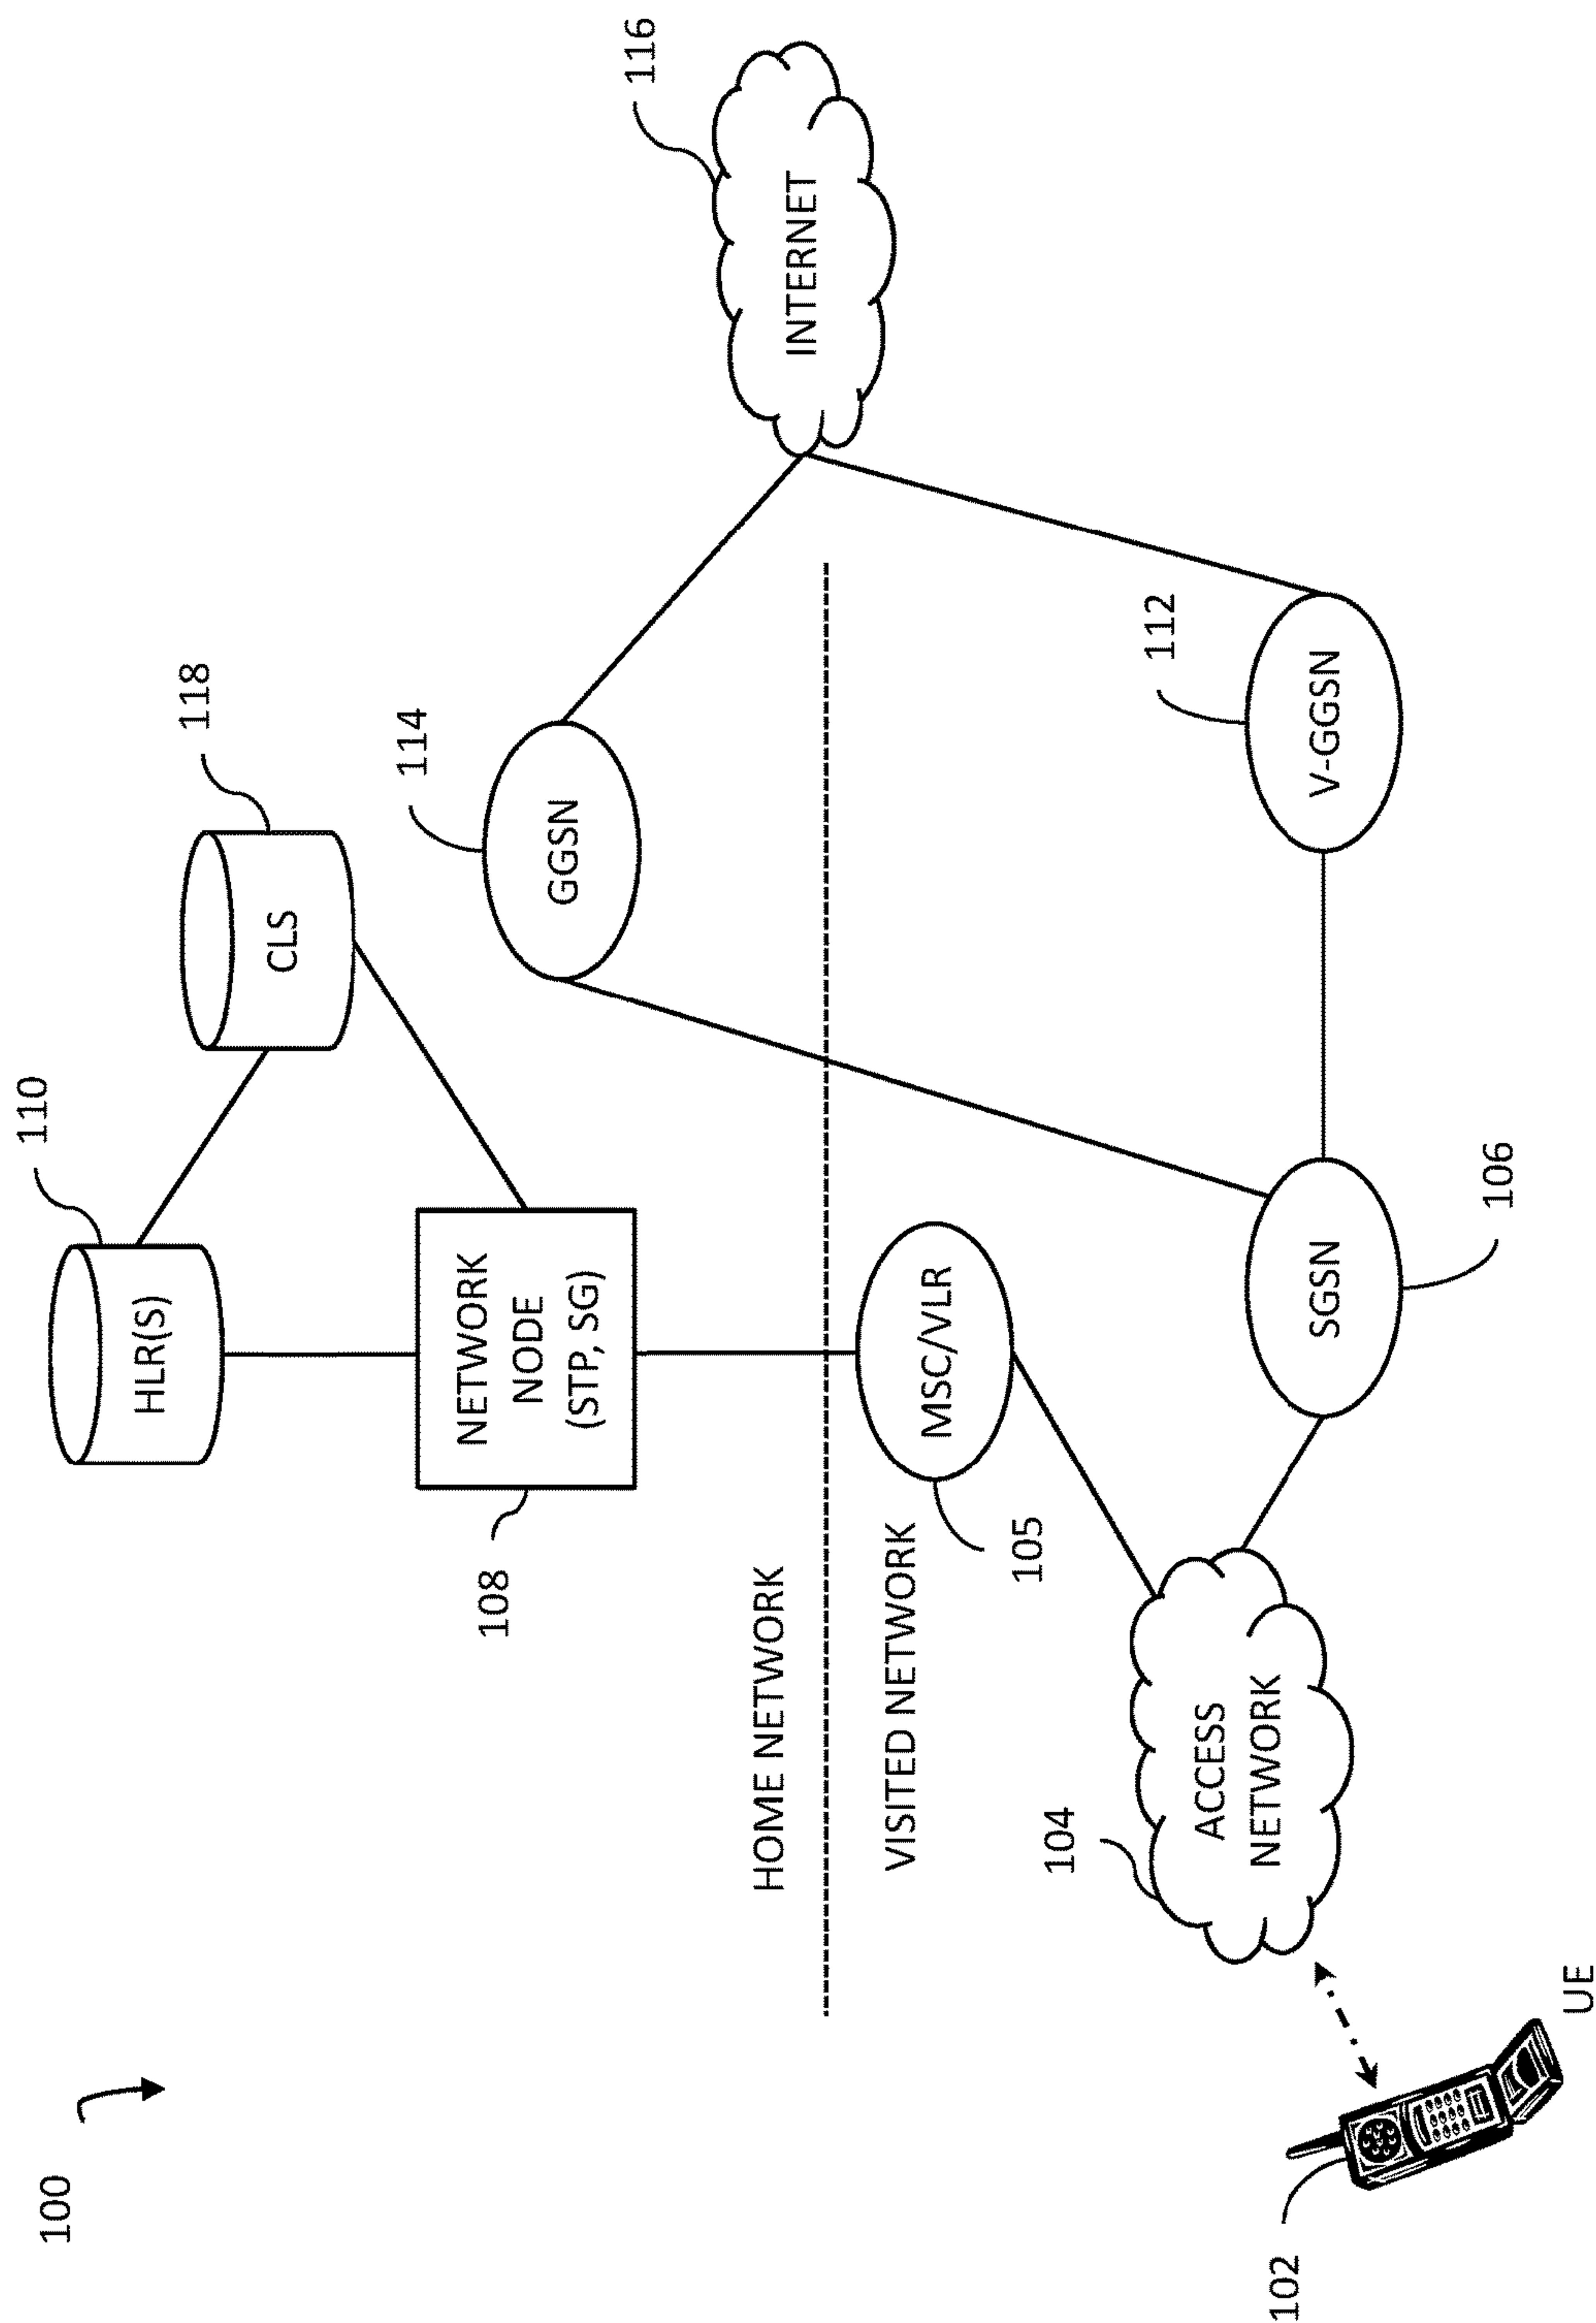 100
110
HLR(S)
118
CLS
108
NETWORK
NODE
(STP, SG)
114
GGSN
116
INTERNET
HOME NETWORK
VISITED NETWORK
105
MSC/VLR
104
ACCESS
NETWORK
SGSN
106
112
V-GGSN
102
UE